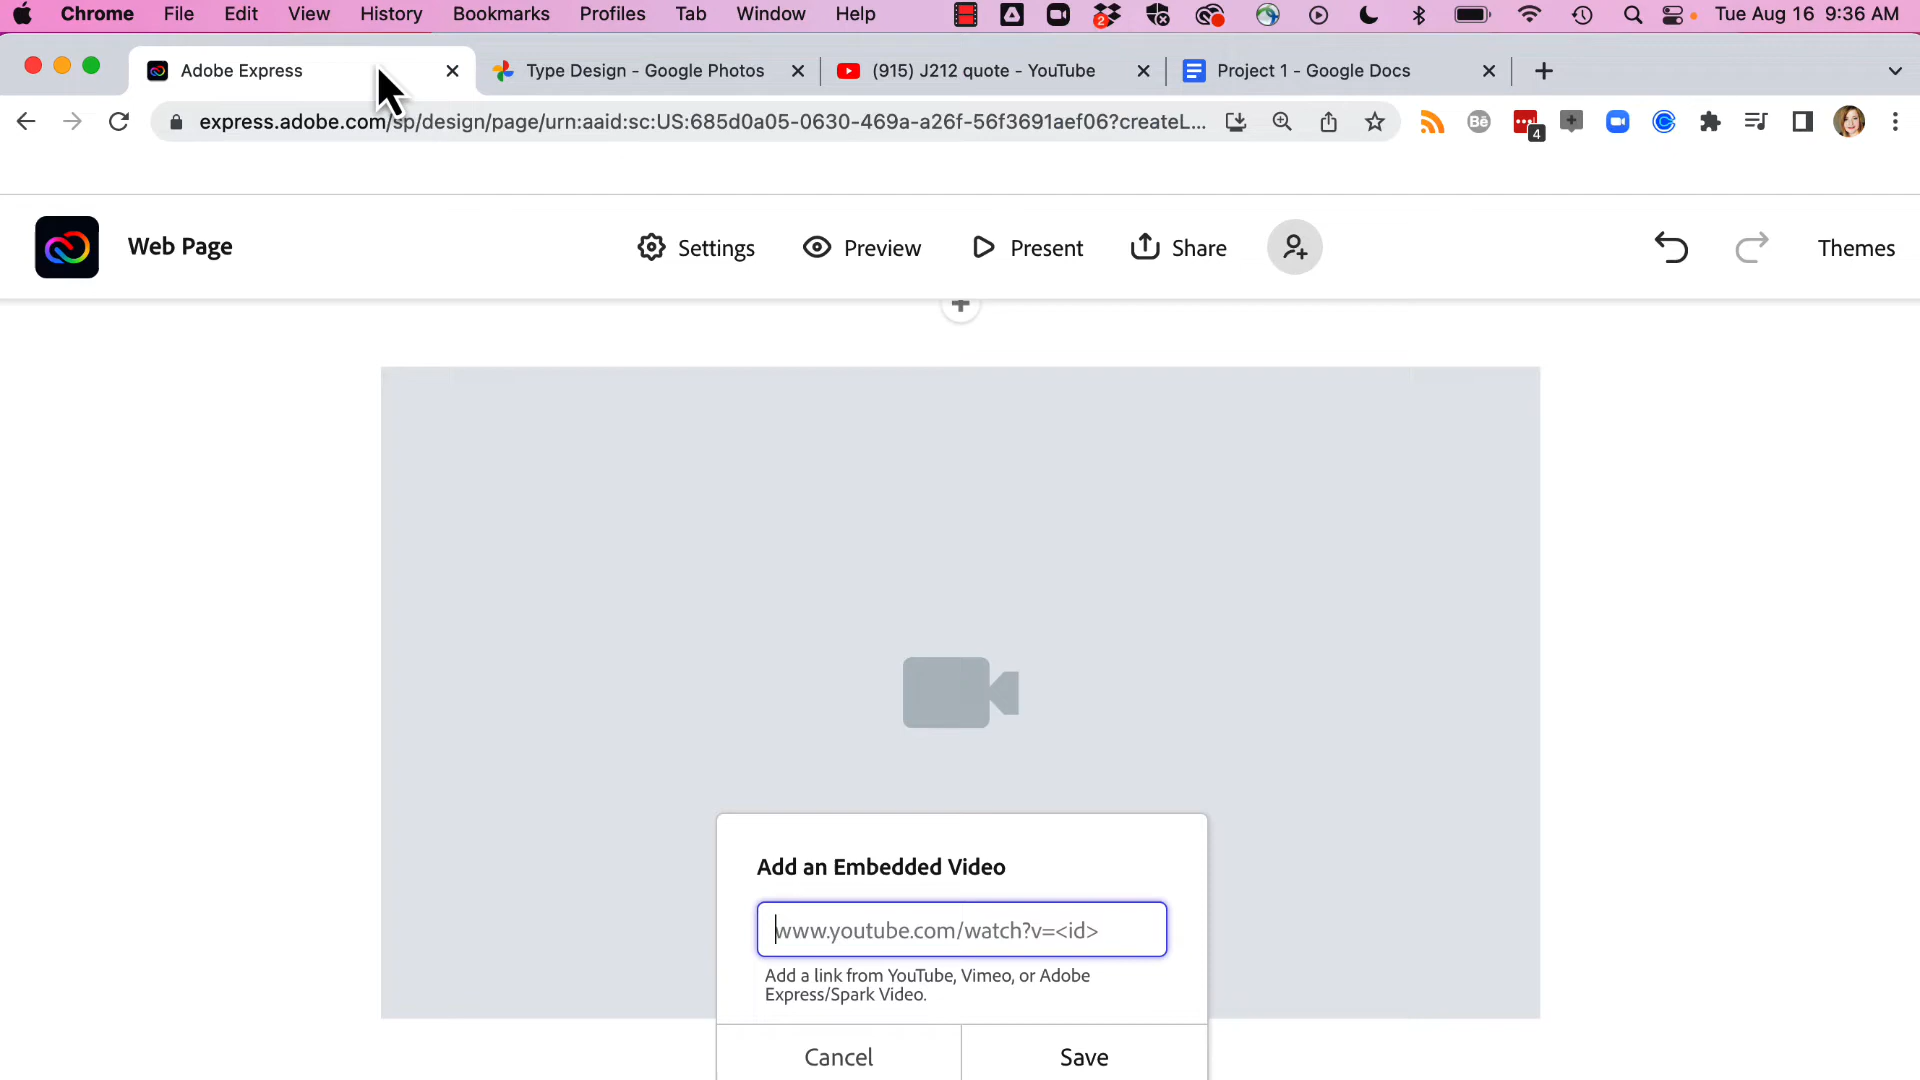 Chrome File Edit View History Bookmarks Profiles Tab Window Help 2 Tue Aug 16 9:36 AM
Adobe Express Type Design - Google Photos (915) J212 quote - YouTube Project 1 - Google Docs
express.adobe.com/sp/design/page/urn:aaid:sc:US:685d0a05-0630-469a-a26f-56f3691aef06?createL... Bē 4
Web Page Settings Preview Present Share Themes
Add an Embedded Video
www.youtube.com/watch?v=<id>
Add a link from YouTube, Vimeo, or Adobe
Express/Spark Video.
Cancel Save